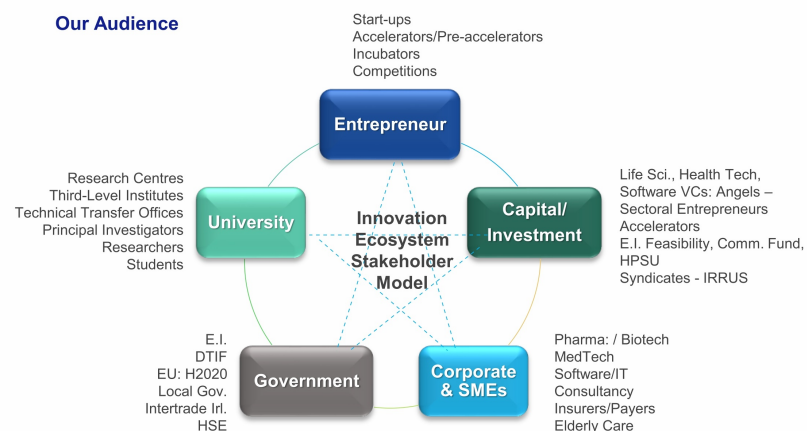 Our Audience
Start-ups
Accelerators/Pre-accelerators
Incubators
Competitions
Entrepreneur
Research Centres
Third-Level Institutes
Technical Transfer Offices
Principal Investigators
Researchers
Students
University
Innovation
Ecosystem
Stakeholder
Model
Capital/
Investment
Life Sci., Health Tech,
Software VCs: Angels –
Sectoral Entrepreneurs
Accelerators
E.I. Feasibility, Comm. Fund,
HPSU
Syndicates - IRRUS
E.I.
DTIF
EU: H2020
Local Gov.
Intertrade Irl.
HSE
Government
Corporate
& SMEs
Pharma: / Biotech
MedTech
Software/IT
Consultancy
Insurers/Payers
Elderly Care